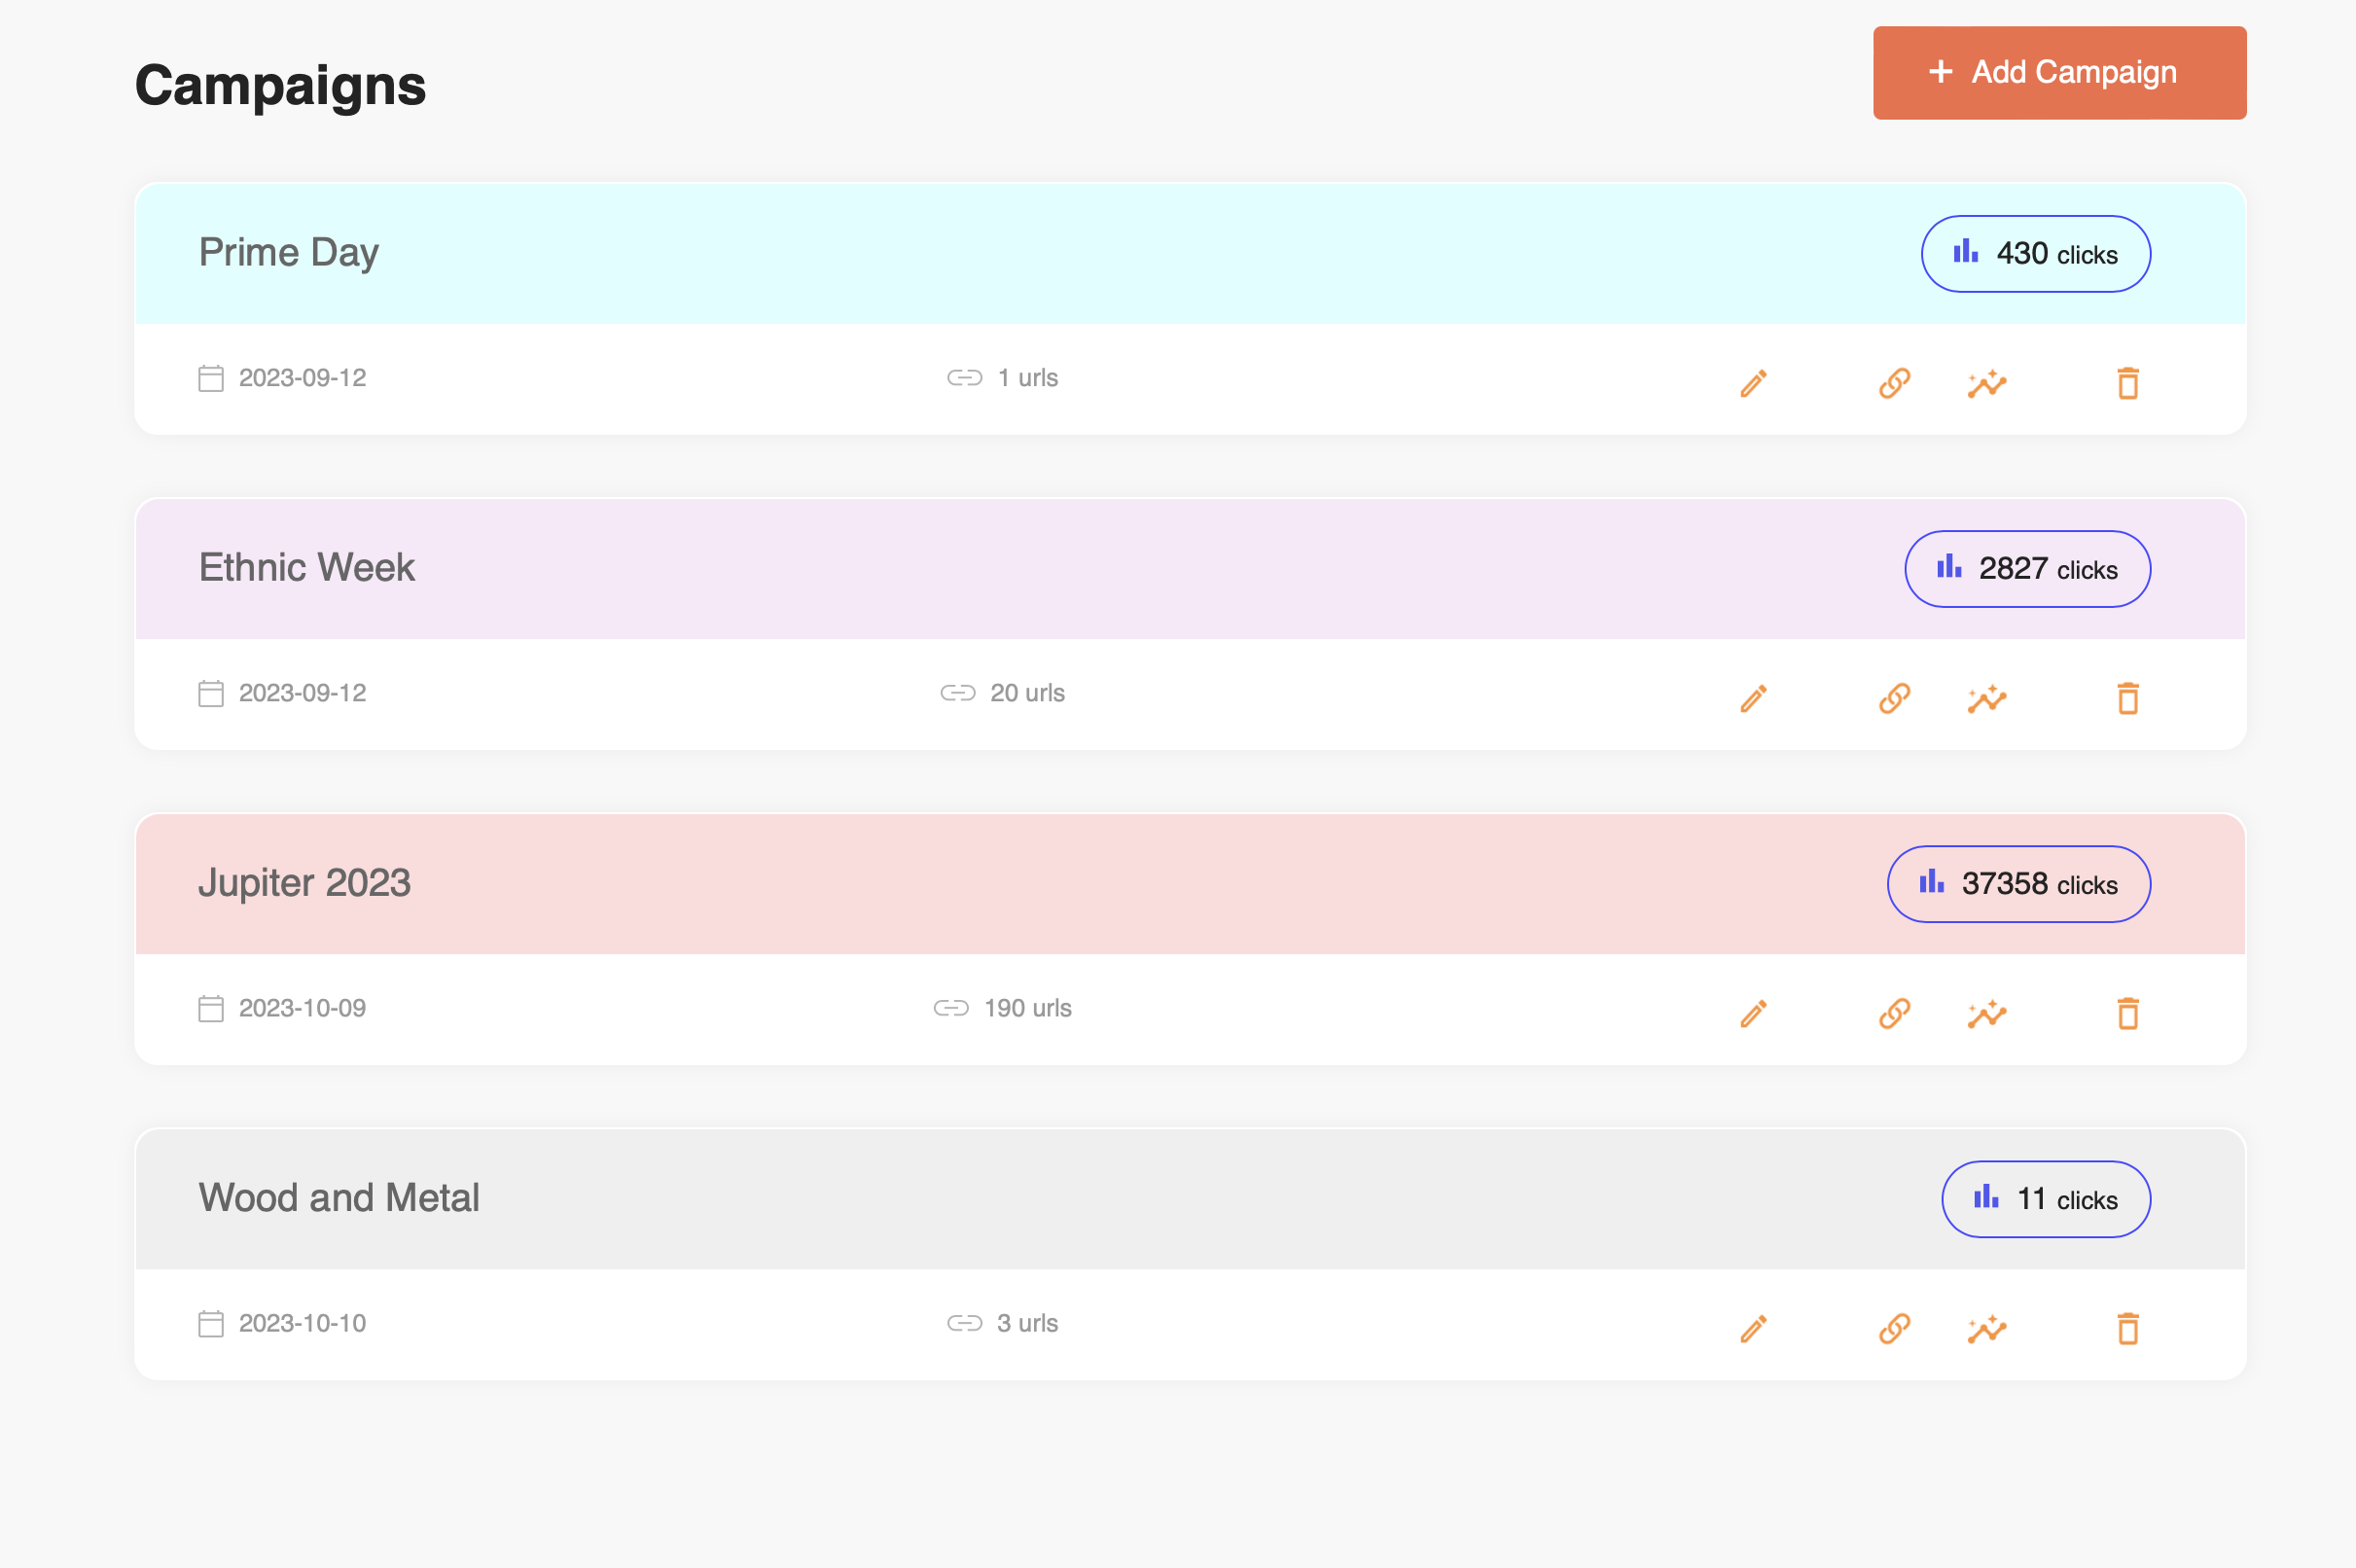 Campaigns
+ Add Campaign
Prime Day
430 clicks
2023-09-12
1 urls
Ethnic Week
2827 clicks
2023-09-12
20 urls
Jupiter 2023
37358 clicks
2023-10-09
190 urls
Wood and Metal
11 clicks
2023-10-10
3 urls